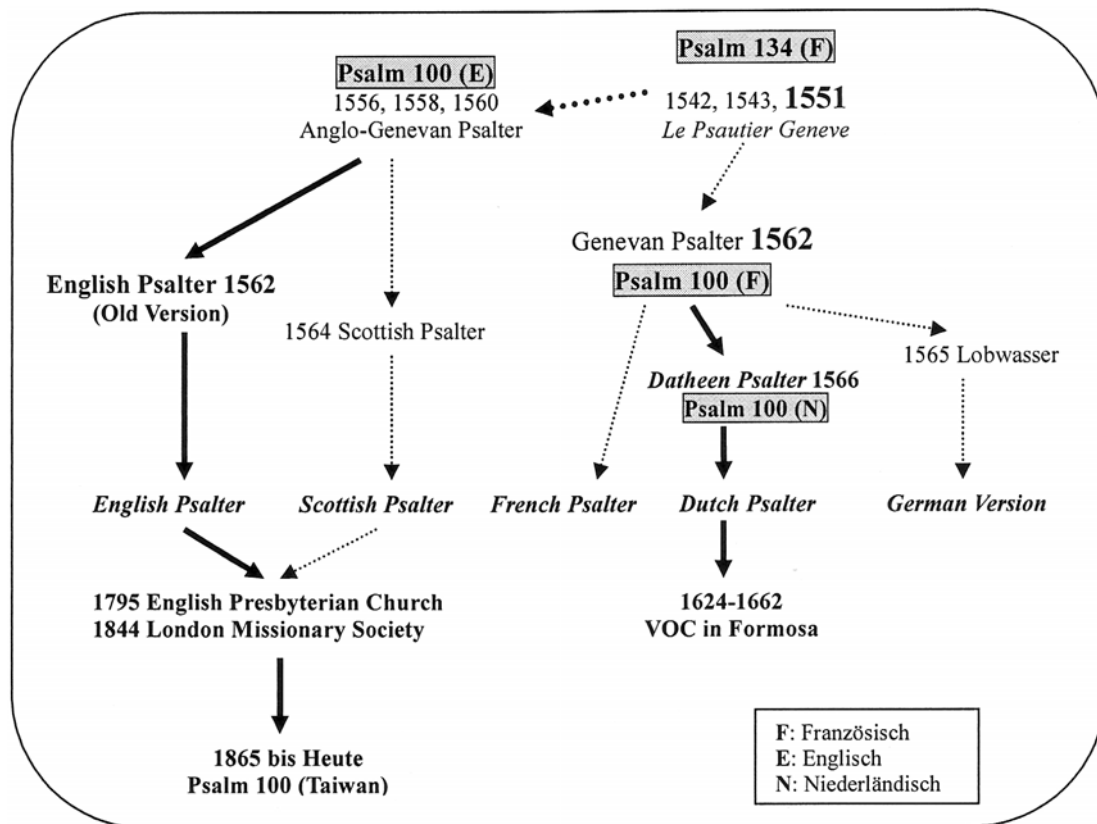 Psalm 134 (F)
1542, 1543, 1551
Le Psautier Geneve
Psalm 100 (E)
1556, 1558, 1560
Anglo-Genevan Psalter
Genevan Psalter 1562
Psalm 100 (F)
English Psalter 1562
(Old Version)
1564 Scottish Psalter
1565 Lobwasser
Datheen Psalter 1566
Psalm 100 (N)
English Psalter
Scottish Psalter
French Psalter
Dutch Psalter
German Version
1795 English Presbyterian Church
1844 London Missionary Society
1624-1662
VOC in Formosa
1865 bis Heute
Psalm 100 (Taiwan)
F: Französisch
E: Englisch
N: Niederländisch